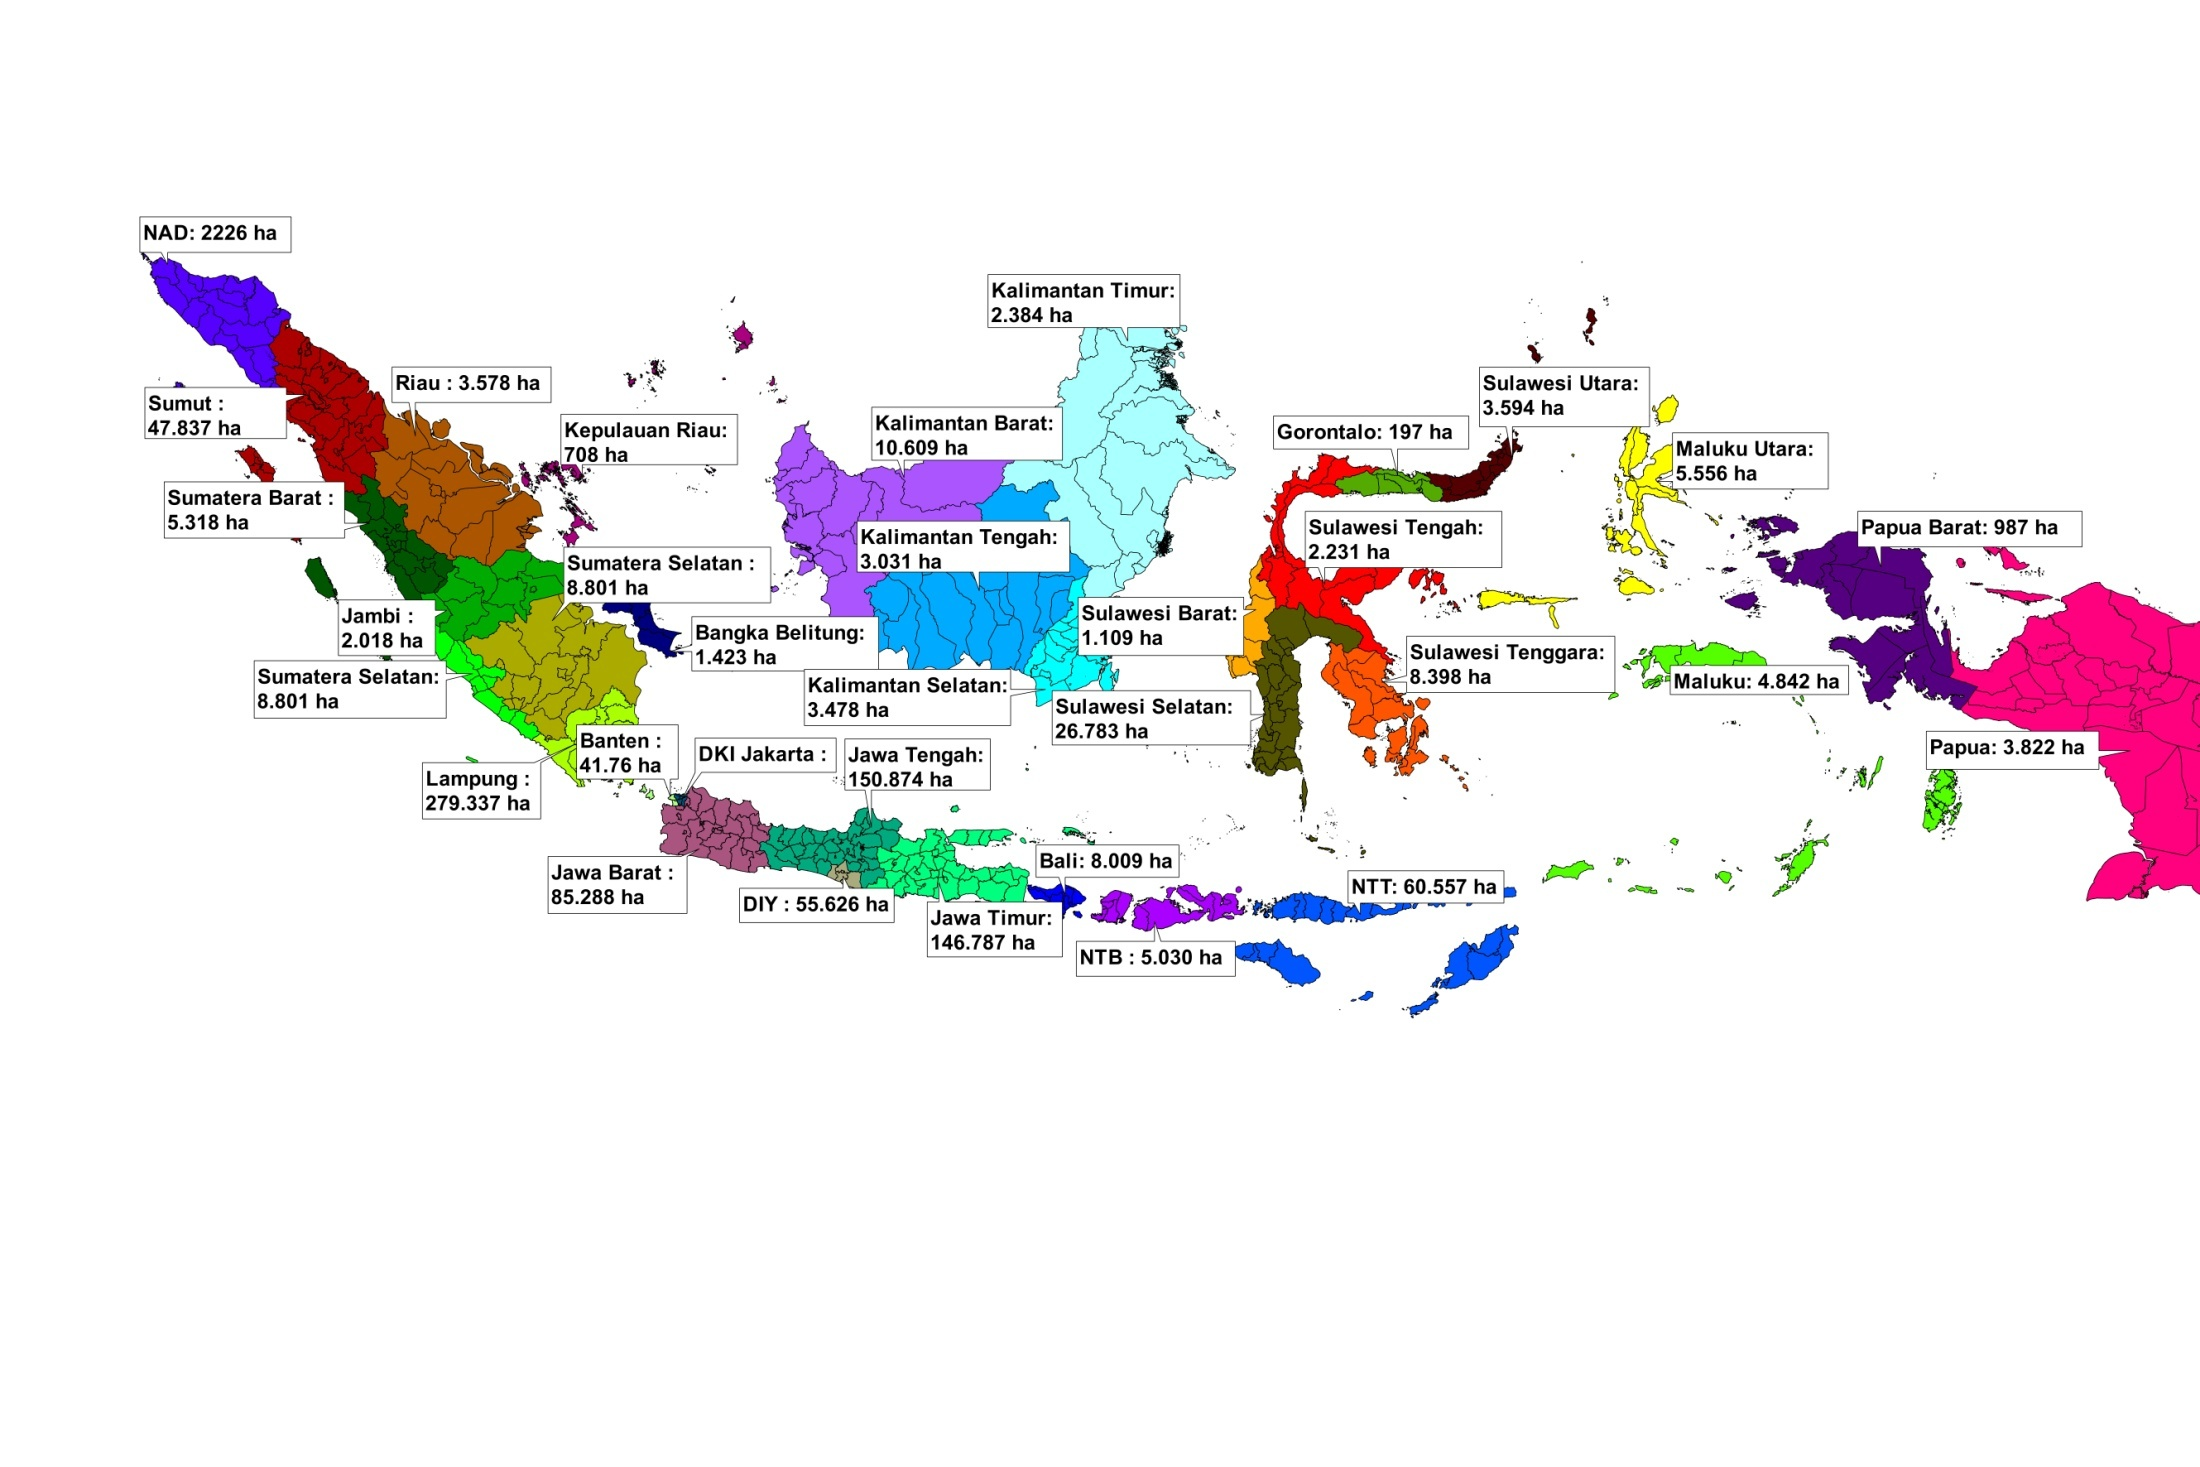 NAD: 2226 ha
Kalimantan Timur:
2.384 ha
Riau : 3.578 ha
Sulawesi Utara:
3.594 ha
Sumut :
47.837 ha
Kepulauan Riau:
708 ha
Kalimantan Barat:
10.609 ha
Gorontalo: 197 ha
Maluku Utara:
5.556 ha
Sumatera Barat :
5.318 ha
Kalimantan Tengah:
3.031 ha
Sulawesi Tengah:
2.231 ha
Papua Barat: 987 ha
Sumatera Selatan :
8.801 ha
Jambi :
2.018 ha
Bangka Belitung:
1.423 ha
Sulawesi Barat:
1.109 ha
Sulawesi Tenggara:
8.398 ha
Sumatera Selatan:
8.801 ha
Kalimantan Selatan:
3.478 ha
Maluku: 4.842 ha
Sulawesi Selatan:
26.783 ha
Banten :
41.76 ha
DKI Jakarta :
Jawa Tengah:
150.874 ha
Papua: 3.822 ha
Lampung :
279.337 ha
Jawa Barat :
85.288 ha
Bali: 8.009 ha
DIY : 55.626 ha
NTT: 60.557 ha
Jawa Timur:
146.787 ha
NTB : 5.030 ha